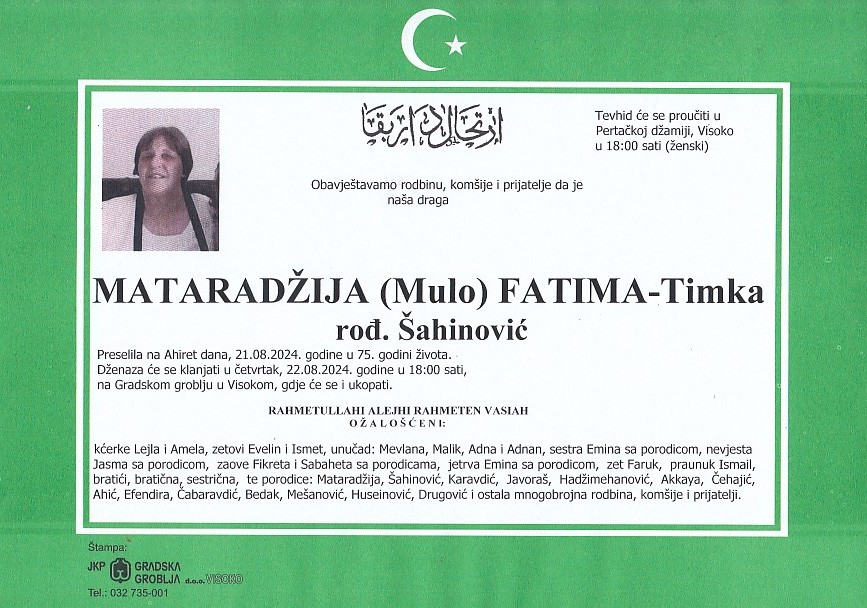 ارتحال دار بقا
Tevhid će se proučiti u
Pertačkoj džamiji, Visoko
u 18:00 sati (ženski)
Obavještavamo rodbinu, komšije i prijatelje da je
naša draga
MATARADŽIJA (Mulo) FATIMA-Timka
rođ. Šahinović
Preselila na Ahiret dana, 21.08.2024. godine u 75. godini života.
Dženaza će se klanjati u četvrtak, 22.08.2024. godine u 18:00 sati,
na Gradskom groblju u Visokom, gdje će se i ukopati.
RAHMETULLAHI ALEJHI RAHMETEN VASIAH
OŽALOŠĆENI:
kćerke Lejla i Amela, zetovi Evelin i Ismet, unučad: Mevlana, Malik, Adna i Adnan, sestra Emina sa porodicom, nevjesta
Jasma sa porodicom, zaove Fikreta i Sabaheta sa porodicama, jetrva Emina sa porodicom, zet Faruk, praunuk Ismail,
bratići, bratična, sestrična, te porodice: Mataradžija, Šahinović, Karavdić, Javoraš, Hadžimehanović, Akkaya, Čehajić,
Ahić, Efendira, Čabaravdić, Bedak, Mešanović, Huseinović, Drugović i ostala mnogobrojna rodbina, komšije i prijatelji.
Štampa:
JKP GRADSKA
GROBLJA d.o.o. VISOKO
Tel.: 032 735-001